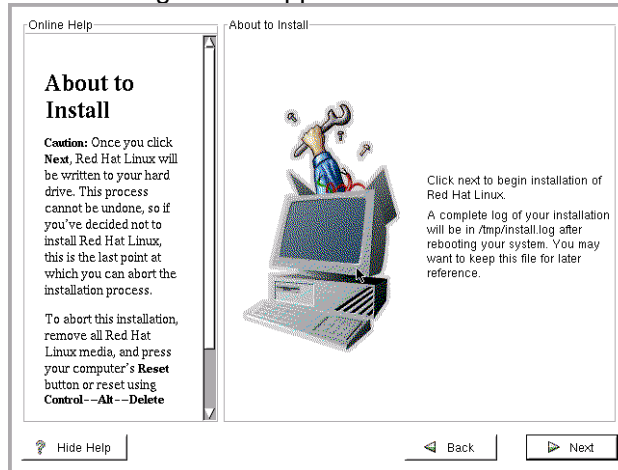 Online Help
About to
Install
Caution: Once you click
Next, Red Hat Linux will
be written to your hard
drive. This process
cannot be undone, so if
you've decided not to
install Red Hat Linux,
this is the last point at
which you can abort the
installation process.
To abort this installation,
remove all Red Hat
Linux media, and press
your computer's Reset
button or reset using
Control--Alt--Delete
About to Install
Click next to begin installation of
Red Hat Linux.
A complete log of your installation
will be in /tmp/install.log after
rebooting your system. You may
want to keep this file for later
reference.
Hide Help
Back
Next